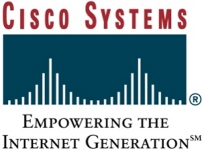 CISCO SYSTEMS
®
EMPOWERING THE
INTERNET GENERATION℠